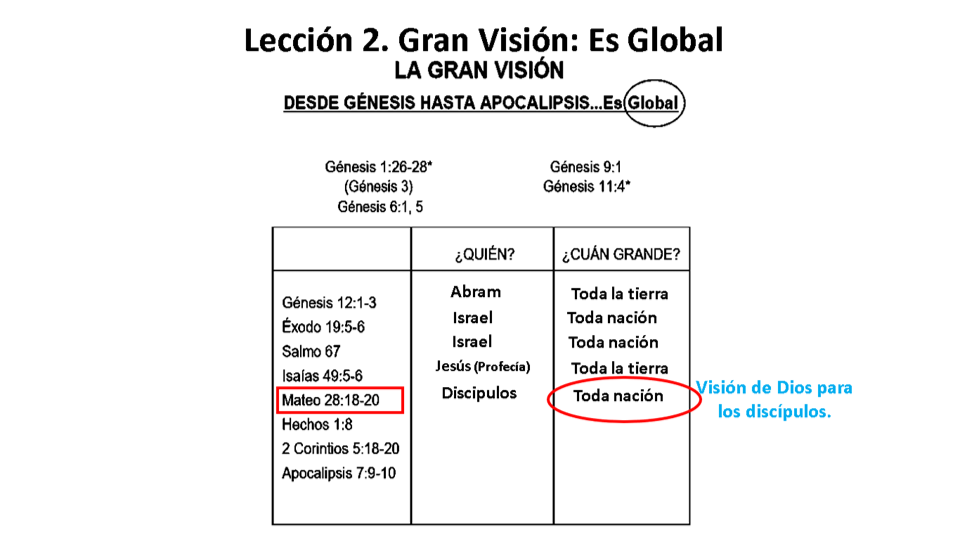 Lección 2. Gran Visión: Es Global
LA GRAN VISIÓN
DESDE GÉNESIS HASTA APOCALIPSIS...Es Global
Génesis 1:26-28* Génesis 9:1
(Génesis 3) Génesis 11:4*
Génesis 6:1, 5
¿QUIÉN? ¿CUÁN GRANDE?
Génesis 12:1-3 Abram Toda la tierra
Éxodo 19:5-6 Israel Toda nación
Salmo 67 Israel Toda nación
Isaías 49:5-6 Jesús (Profecía) Toda la tierra
Mateo 28:18-20 Discipulos Toda nación
Visión de Dios para
los discípulos.
Hechos 1:8
2 Corintios 5:18-20
Apocalipsis 7:9-10